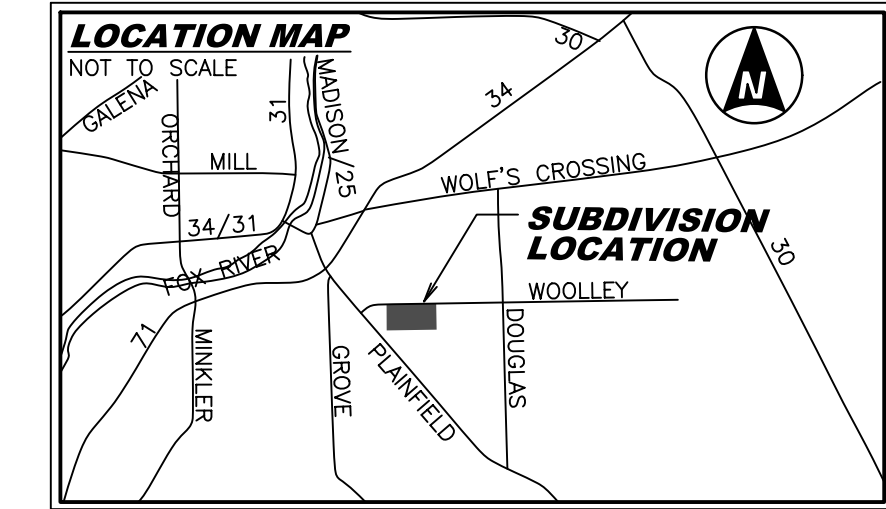 LOCATION MAP
NOT TO SCALE
GALENA
ORCHARD
31
MADISON/25
30
34
N
MILL
WOLF'S CROSSING
34/31
SUBDIVISION
LOCATION
30
FOX RIVER
WOOLLEY
71
MINKLER
GROVE
PLAINFIELD
DOUGLAS